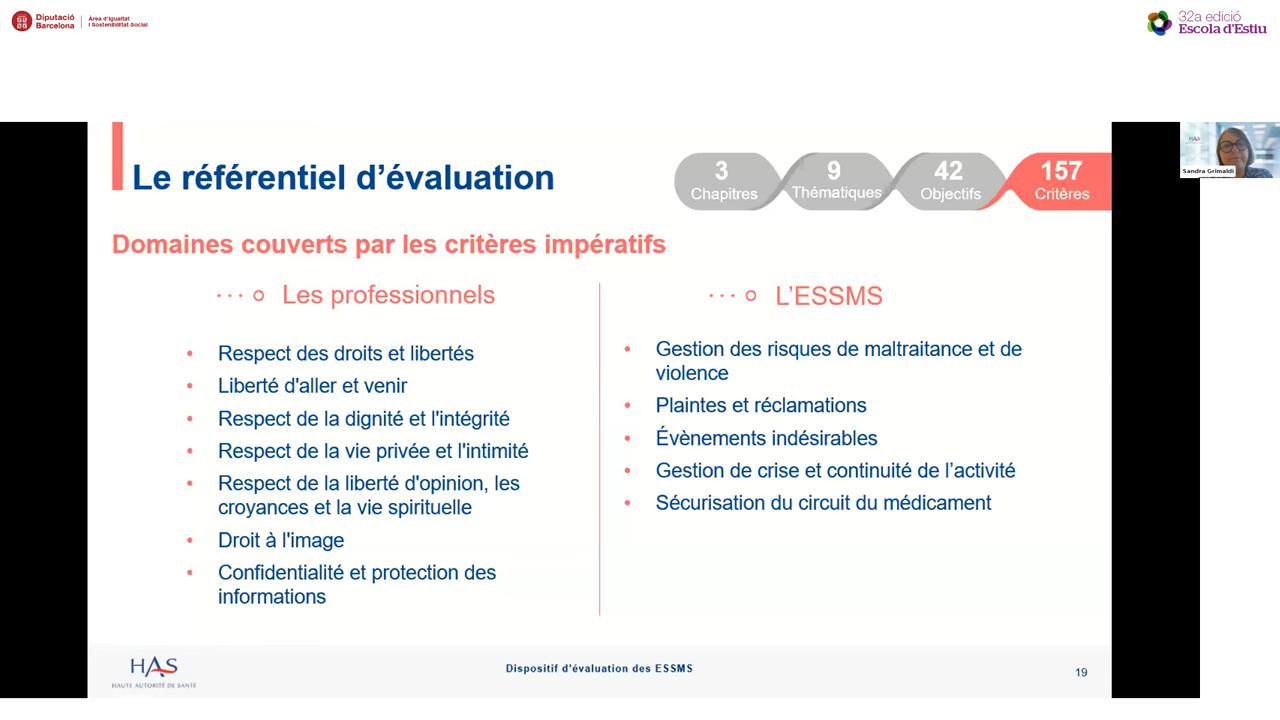 Diputació
Barcelona
Àrea d'Igualtat
i Sostenibilitat Social
32a edició
Escola d'Estiu
HAS
Sandra Grimaldi
Le référentiel d'évaluation
3
Chapitres
9
Thématiques
42
Objectifs
157
Critères
Domaines couverts par les critères impératifs
Les professionnels
• Respect des droits et libertés
• Liberté d'aller et venir
• Respect de la dignité et l'intégrité
• Respect de la vie privée et l'intimité
• Respect de la liberté d'opinion, les
croyances et la vie spirituelle
• Droit à l'image
• Confidentialité et protection des
informations
L'ESSMS
• Gestion des risques de maltraitance et de
violence
• Plaintes et réclamations
• Évènements indésirables
• Gestion de crise et continuité de l'activité
• Sécurisation du circuit du médicament
HAS
HAUTE AUTORITÉ DE SANTÉ
Dispositif d'évaluation des ESSMS
19